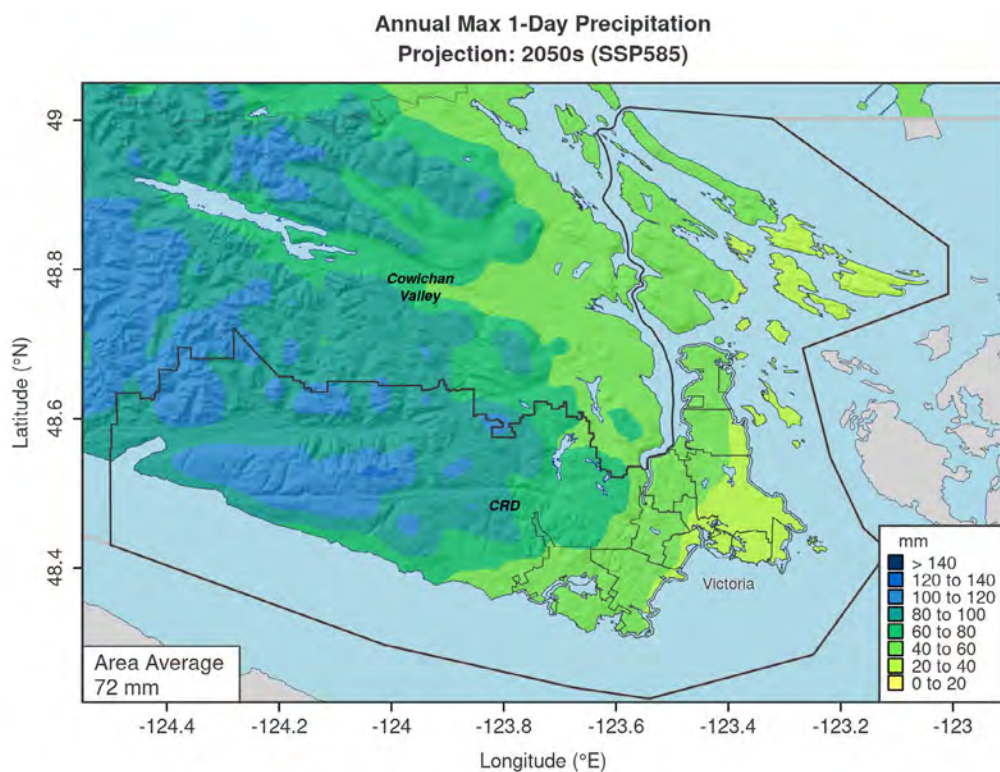 Annual Max 1-Day Precipitation
Projection: 2050s (SSP585)
49
48.8
48.6
48.4
Latitude (°N)
Cowichan
Valley
CRD
Victoria
mm
> 140
120 to 140
100 to 120
80 to 100
60 to 80
40 to 60
20 to 40
0 to 20
Area Average
72 mm
-124.4
-124.2
-124
-123.8
-123.6
-123.4
-123.2
-123
Longitude (°E)